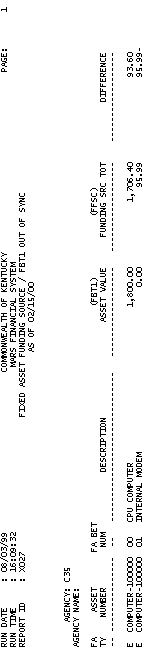 RUN DATE : 08/03/99 COMMONWEALTH OF KENTUCKY PAGE: 1
RUN TIME : 16:09:32 MARS FINANCIAL SYSTEM
REPORT ID : X027 FIXED ASSET FUNDING SOURCE / FBT1 OUT OF SYNC
AS OF 02/15/00
AGENCY: C35
AGENCY NAME:
FA ASSET FA BET (FBT1) (FFSC)
TY NUMBER NUM DESCRIPTION ASSET VALUE FUNDING SRC TOT DIFFERENCE
E COMPUTER-100000 00 CPU COMPUTER 1,800.00 1,706.40 93.60
E COMPUTER-100000 01 INTERNAL MODEM 0.00 95.99 95.99-